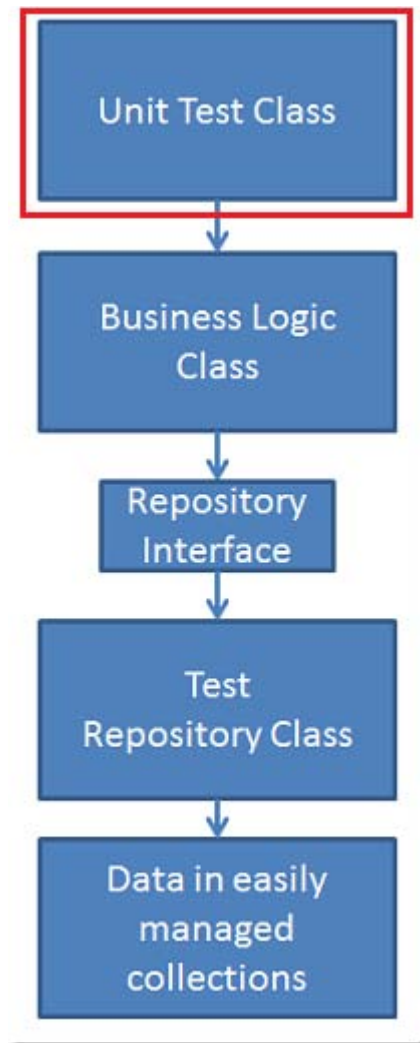 Unit Test Class
Business Logic
Class
Repository
Interface
Test
Repository Class
Data in easily
managed
collections